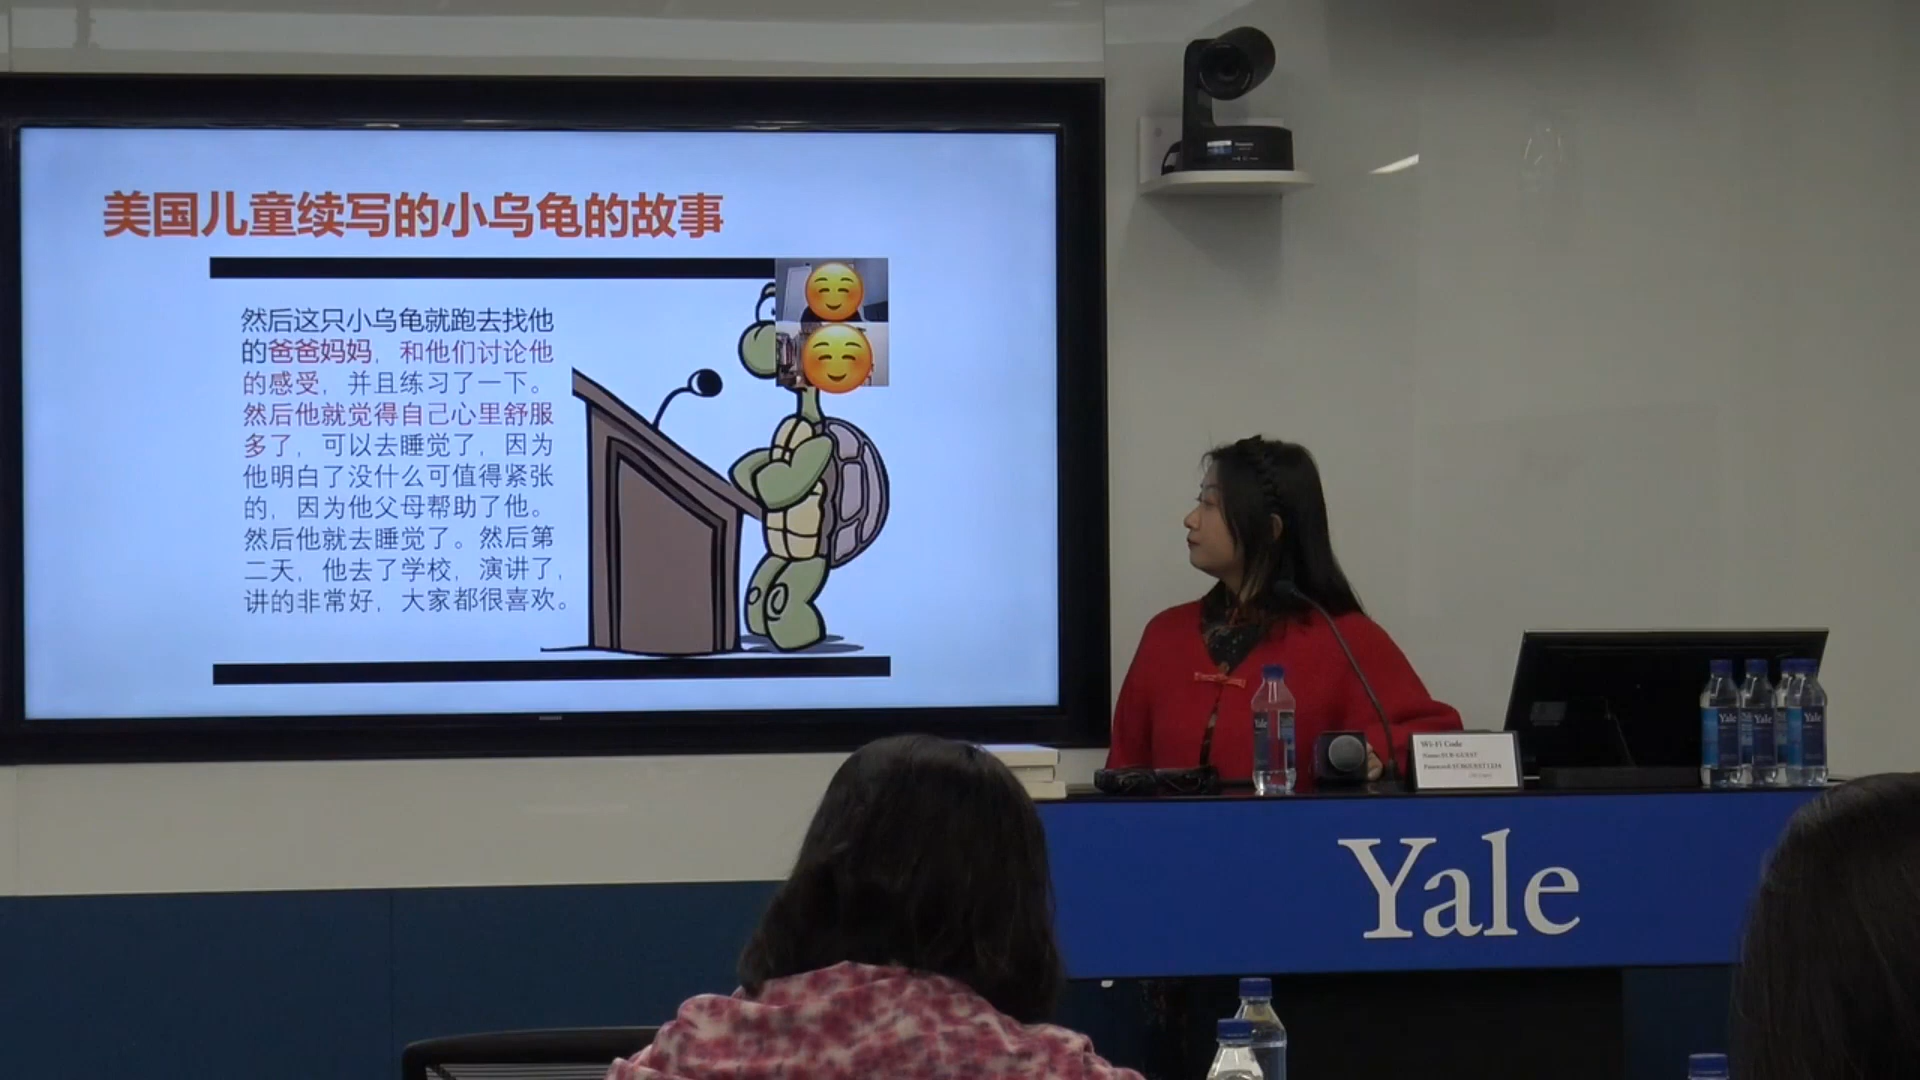 美国儿童续写的小乌龟的故事
然后这只小乌龟就跑去找他
的爸爸妈妈，和他们讨论他
的感受，并且练习了一下。
然后他就觉得自己心里舒服
多了，可以去睡觉了，因为
他明白了没什么可值得紧张
的，因为他父母帮助了他。
然后他就去睡觉了。然后第
二天，他去了学校，演讲了，
讲的非常好，大家都很喜欢。
Panasonic
Wi-Fi Code
Yale
Yale
Yale
Yale
Yale